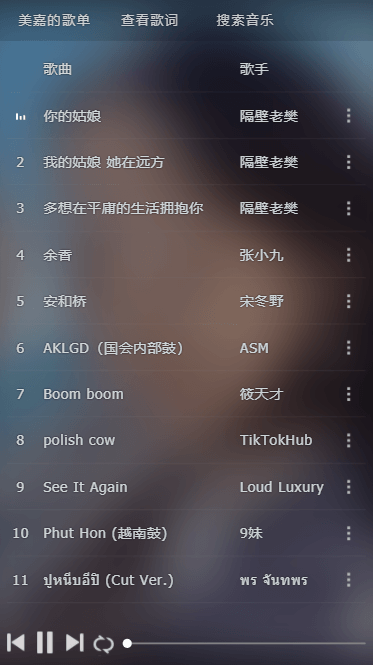 美嘉的歌单 查看歌词 搜素音乐
歌曲 歌手
你的姑娘 隔壁老樊
2 我的姑娘 她在远方 隔壁老樊
3 多想在平庸的生活拥抱你 隔壁老樊
4 余香 张小九
5 安和桥 宋冬野
6 AKLGD（国会内部鼓） ASM
7 Boom boom 筱天才
8 polish cow TikTokHub
9 See It Again Loud Luxury
10 Phut Hon (越南鼓) 9妹
11 ปูหนีบอีปิ (Cut Ver.) พร จันทพร